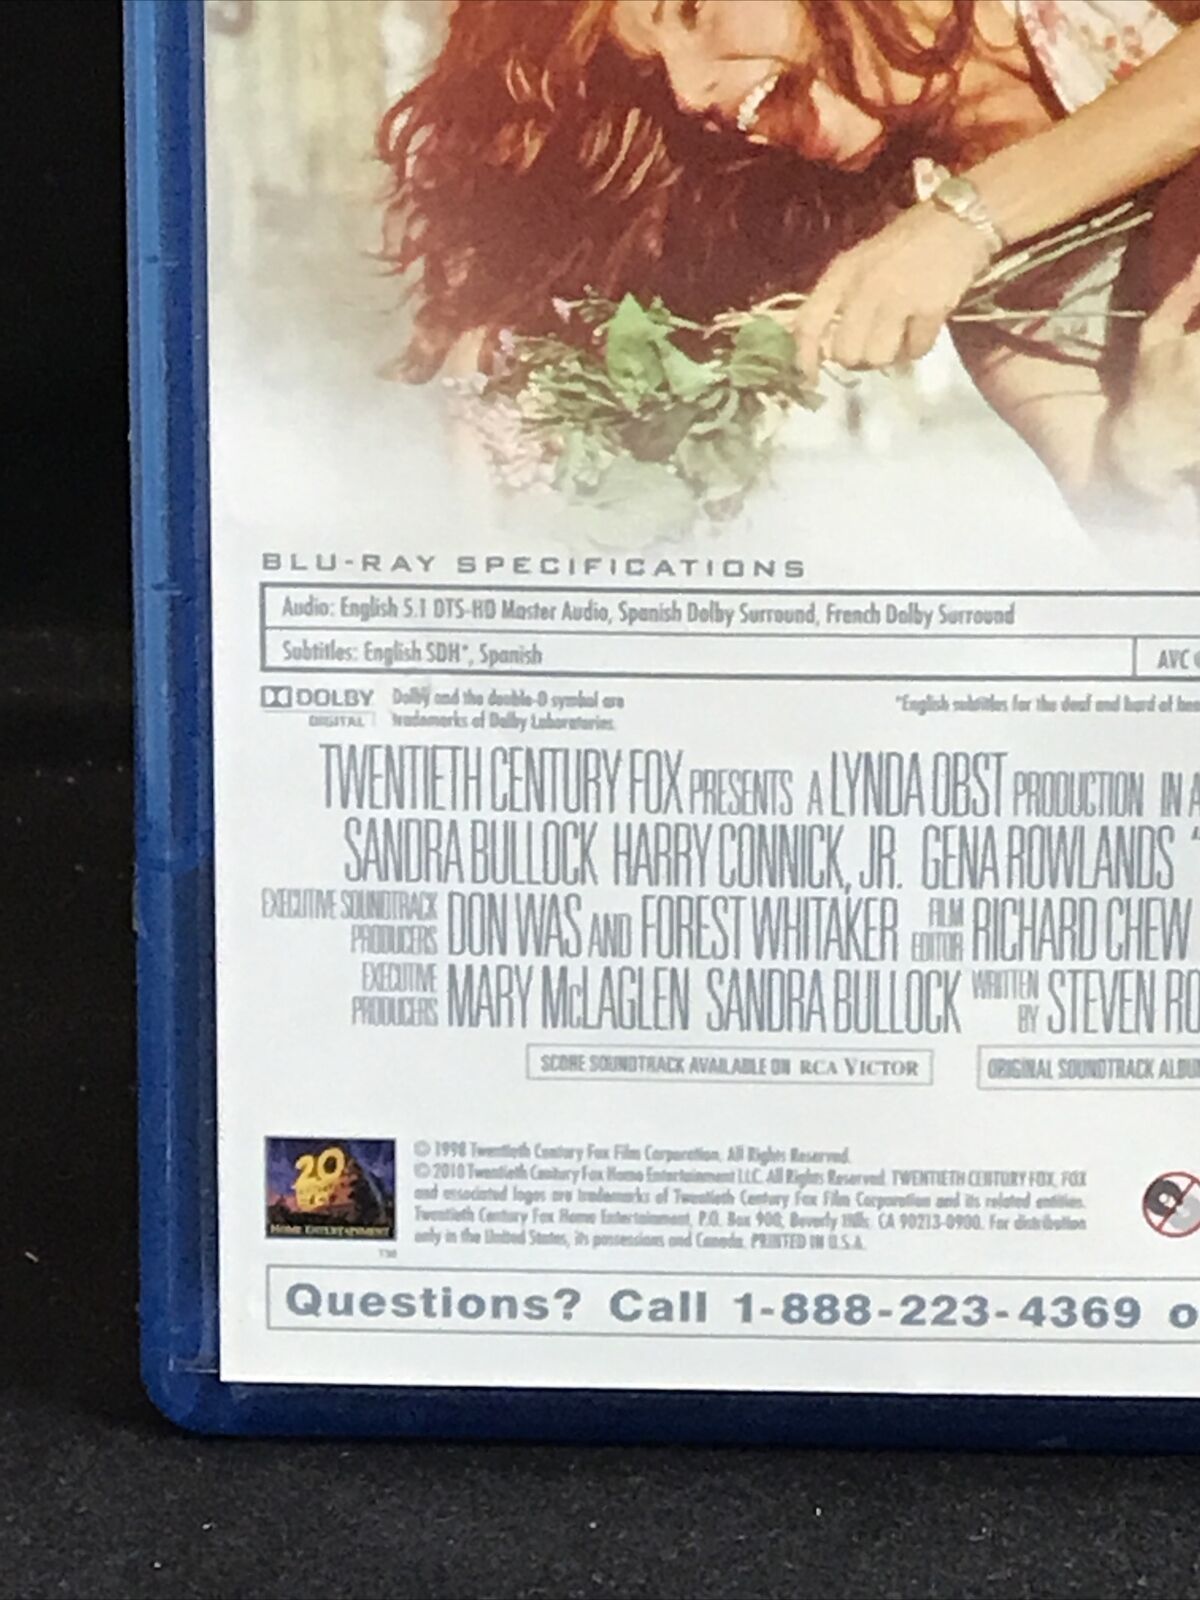 BLU-RAY SPECIFICATIONS
Audio: English 5.1 DTS-HD Master Audio, Spanish Dolby Surround, French Dolby Surround
Subtitles: English SDH*, Spanish
AVC
DOLBY
DIGITAL
Dolby and the double-D symbol are
trademarks of Dolby Laboratories.
*English subtitles for the deaf and hard of
TWENTIETH CENTURY FOX PRESENTS A LYNDA OBST PRODUCTION IN A
SANDRA BULLOCK HARRY CONNICK, JR. GENA ROWLANDS "
EXECUTIVE SOUNDTRACK PRODUCERS DON WAS AND FOREST WHITAKER FILM EDITOR RICHARD CHEW
EXECUTIVE PRODUCERS MARY McLAGLEN SANDRA BULLOCK WRITTEN BY STEVEN RO
SCORE SOUNDTRACK AVAILABLE ON RCA VICTOR
ORIGINAL SOUNDTRACK ALBU
20
HOME ENTERTAINMENT
TM
© 1998 Twentieth Century Fox Film Corporation. All Rights Reserved.
© 2010 Twentieth Century Fox Home Entertainment LLC. All Rights Reserved. TWENTIETH CENTURY FOX, FOX
and associated logos are trademarks of Twentieth Century Fox Film Corporation and its related entities.
Twentieth Century Fox Home Entertainment, P.O. Box 900, Beverly Hills, CA 90213-0900. For distribution
only in the United States, its possessions and Canada. PRINTED IN U.S.A.
Questions? Call 1-888-223-4369 o